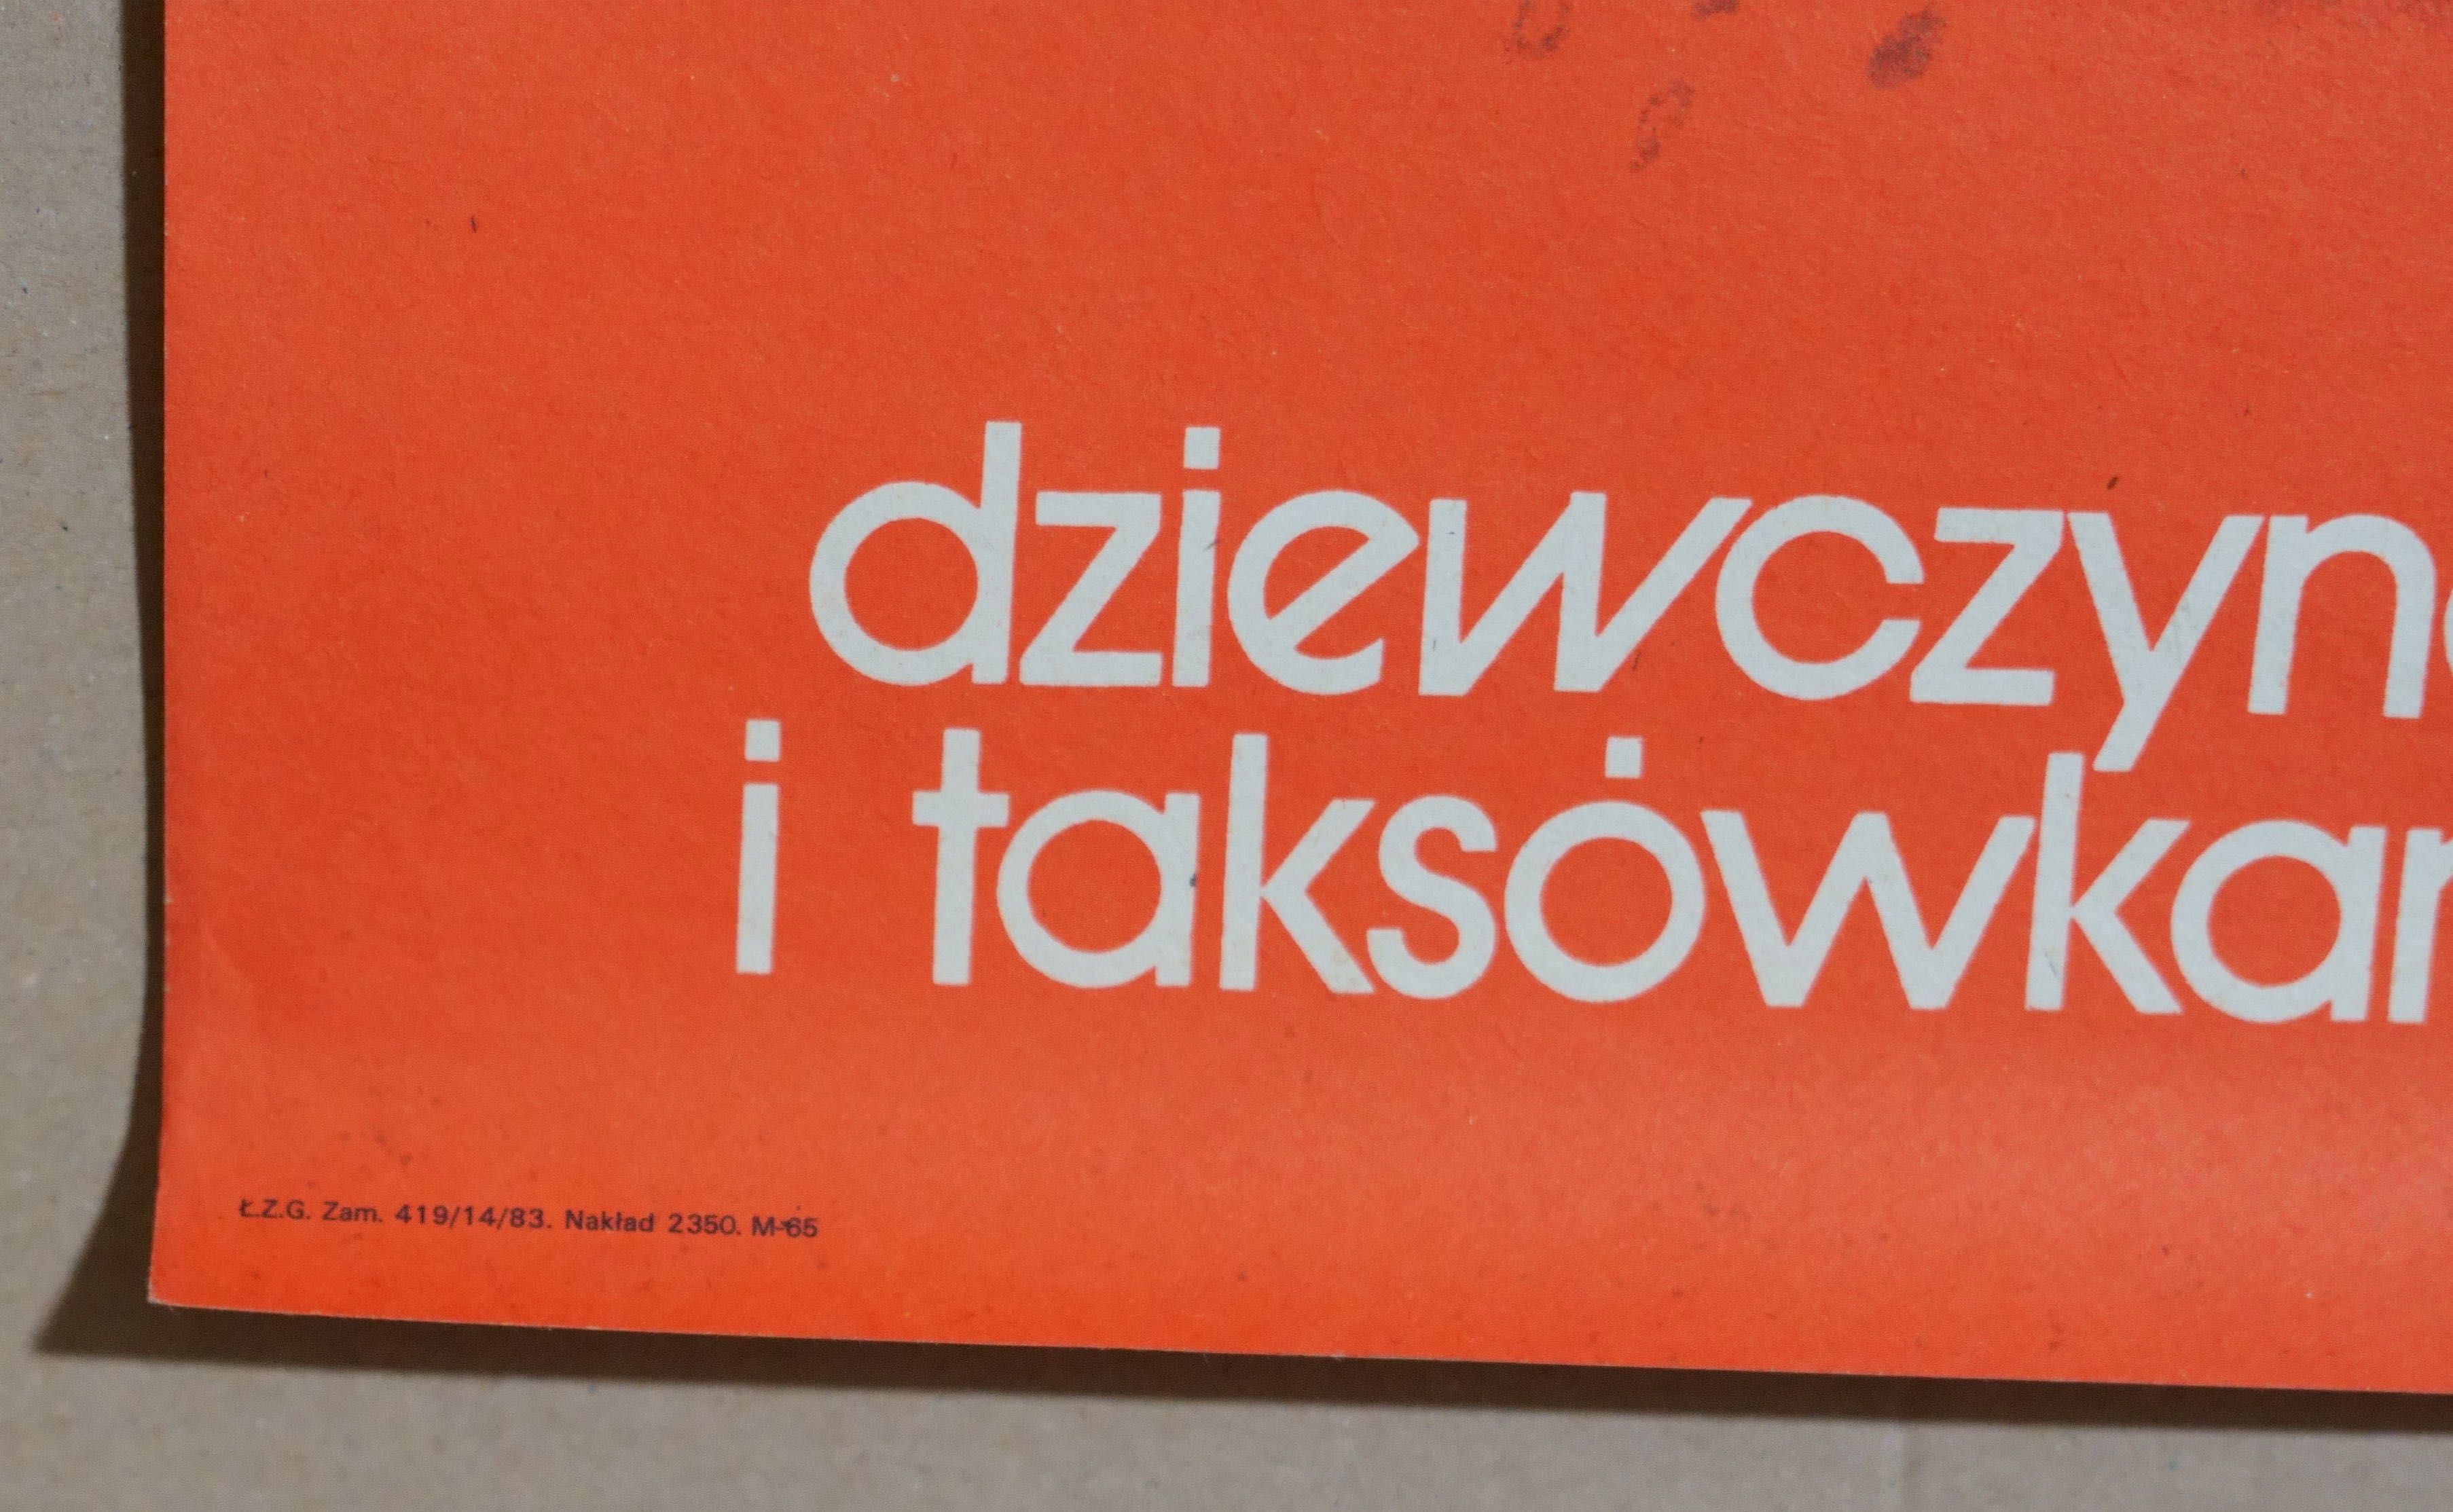 dziewczyn
i taksówkar
Ł.Z.G. Zam. 419/14/83. Nakład 2350. M-65